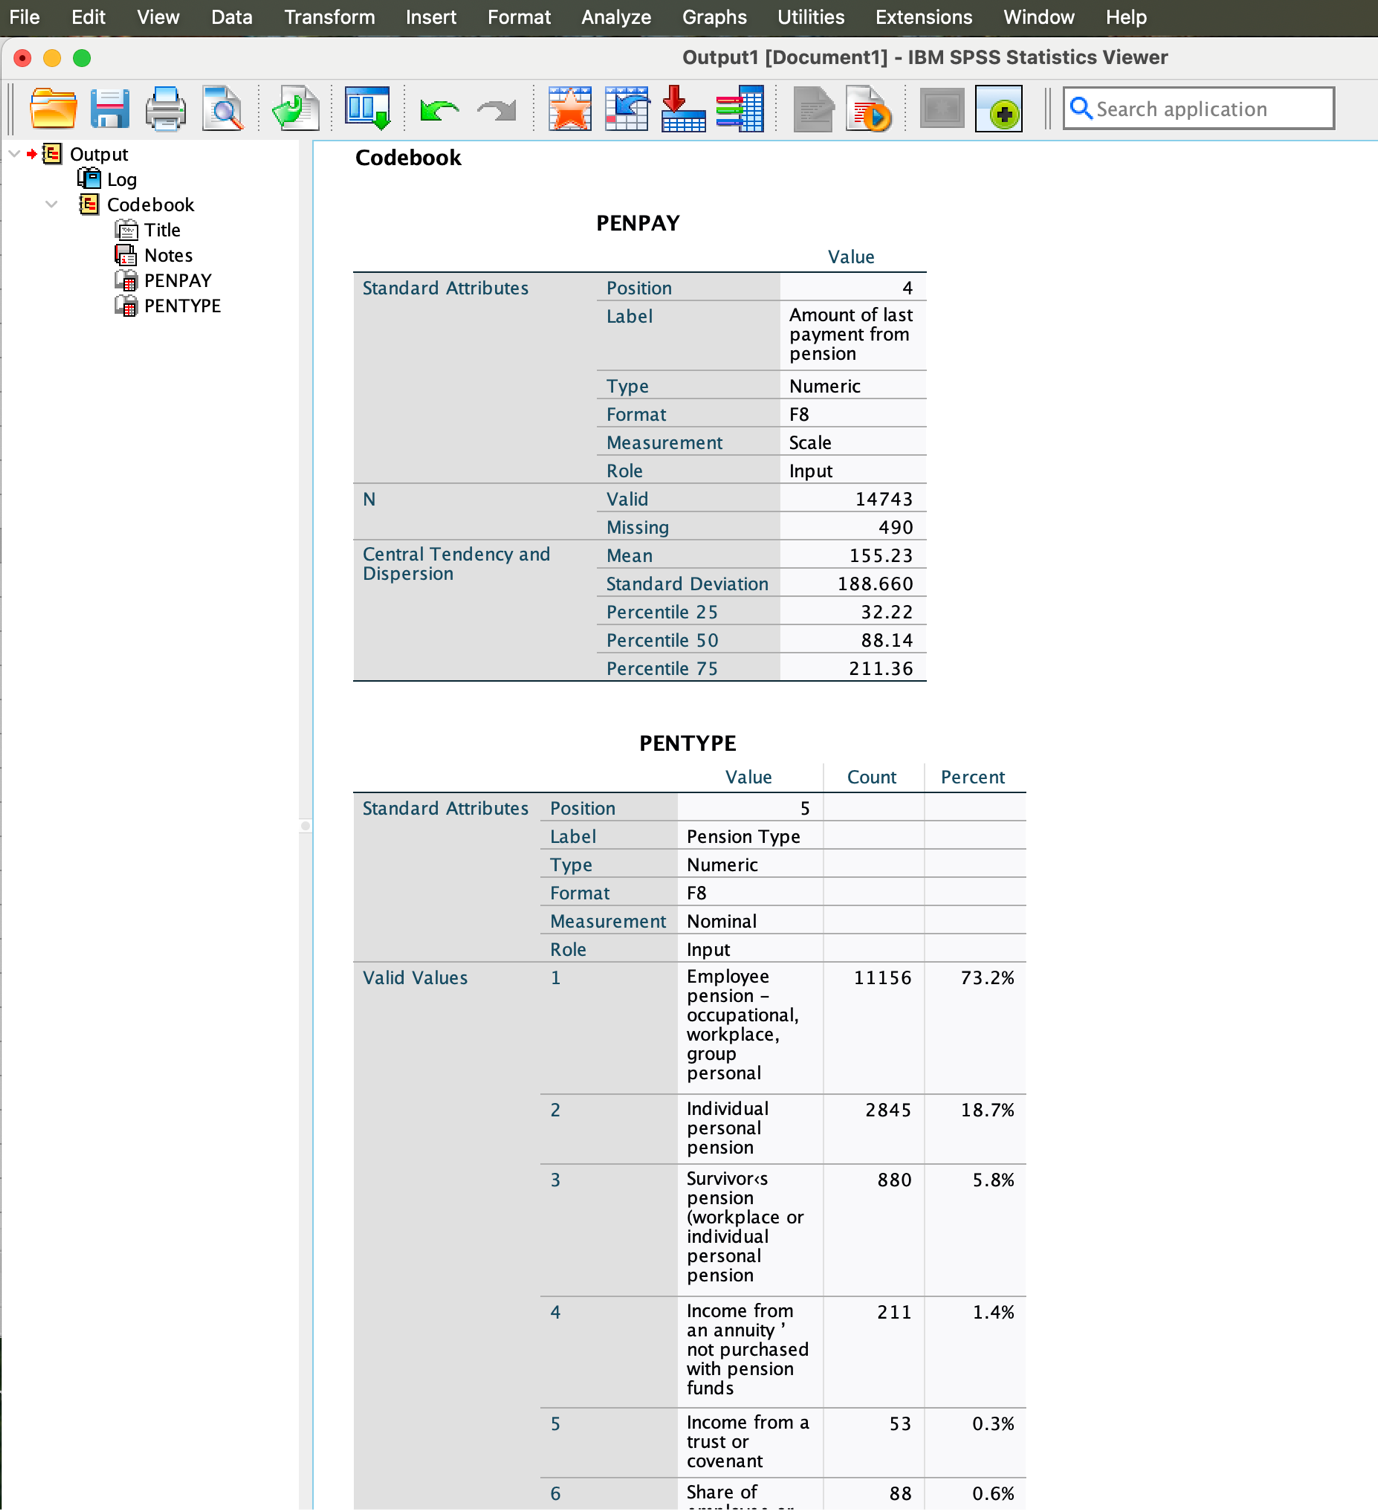 File Edit View Data Transform Insert Format Analyze Graphs Utilities Extensions Window Help
Output1 [Document1] - IBM SPSS Statistics Viewer
Search application
Output
Log
Codebook
Title
Notes
PENPAY
PENTYPE
Codebook
PENPAY
Value
Standard Attributes Position 4
Label Amount of last
payment from
pension
Type Numeric
Format F8
Measurement Scale
Role Input
N Valid 14743
Missing 490
Central Tendency and
Dispersion
Mean 155.23
Standard Deviation 188.660
Percentile 25 32.22
Percentile 50 88.14
Percentile 75 211.36
PENTYPE
Value Count Percent
Standard Attributes Position 5
Label Pension Type
Type Numeric
Format F8
Measurement Nominal
Role Input
Valid Values 1 Employee 11156 73.2%
pension –
occupational,
workplace,
group
personal
2 Individual 2845 18.7%
personal
pension
3 Survivor‹s 880 5.8%
pension
(workplace or
individual
personal
pension
4 Income from 211 1.4%
an annuity ’
not purchased
with pension
funds
5 Income from a 53 0.3%
trust or
covenant
6 Share of 88 0.6%